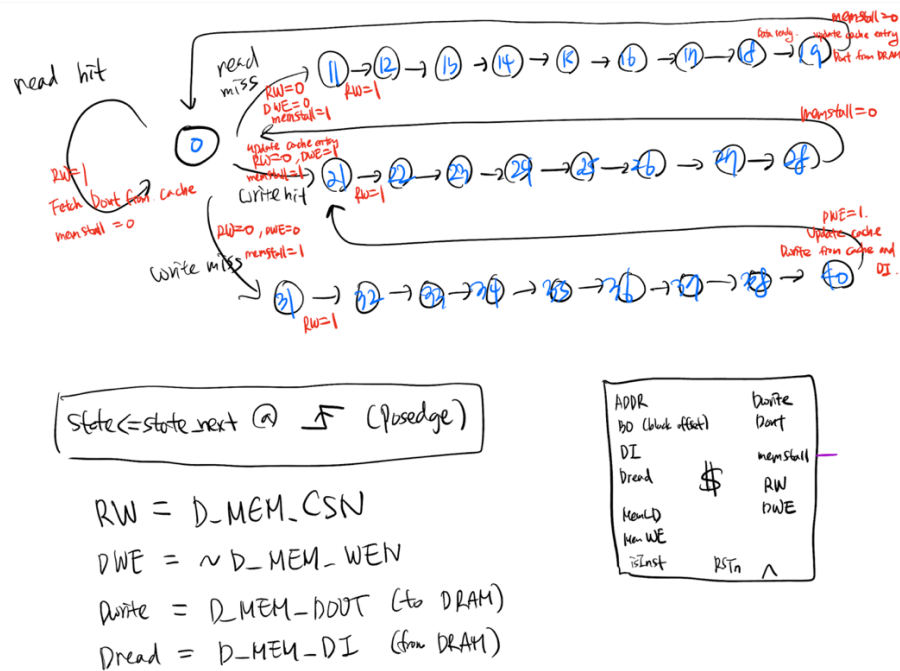 memstall=0
Data ready.
update cache entry
Dout from DRAM
read hit
read miss
11 12 13 14 15 16 17 18 19
RW=0
DWE=0
memstall=1
RW=1
0
memstall=0
update cache entry
RW=0, DWE=1
memstall=1
write hit
21 22 23 24 25 26 27 28
RW=1
RW=1
Fetch Dout from cache
memstall=0
RW=0, DWE=0
memstall=1
write miss
DWE=1.
Update cache
Dwrite from cache and
DI.
31 32 33 34 35 36 37 38 40
RW=1
state<=state_next @ (Posedge)
ADDR Dwrite
BO (block offset) Dout
DI memstall
Dread $ RW
MemLD DWE
MemWE
isInst RSTn
RW = D_MEM_CSN
DWE = ~D_MEM_WEN
Dwrite = D_MEM_DOUT (to DRAM)
Dread = D_MEM_DI (from DRAM)